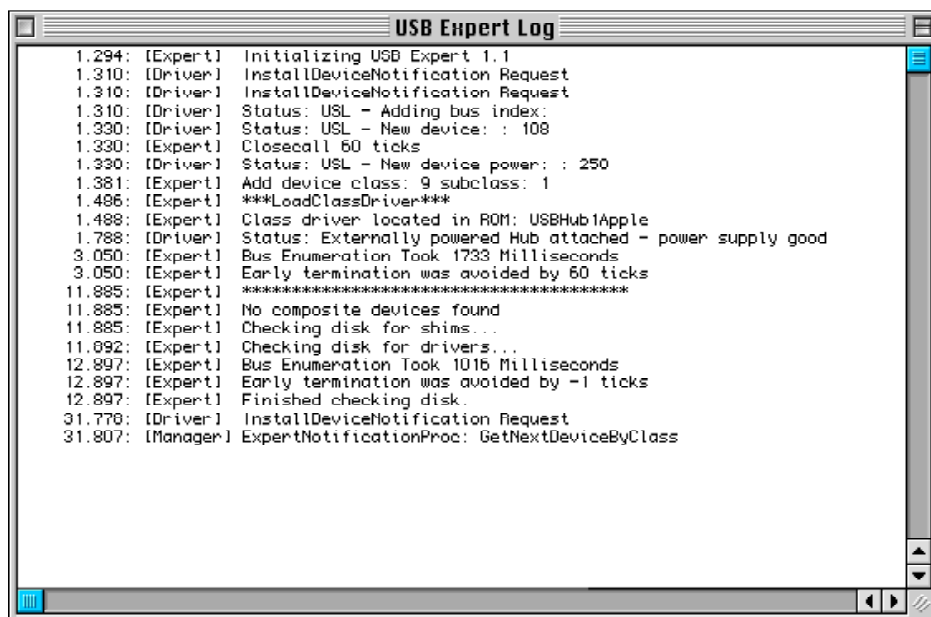 USB Expert Log
1.294: [Expert] Initializing USB Expert 1.1
1.310: [Driver] InstallDeviceNotification Request
1.310: [Driver] InstallDeviceNotification Request
1.310: [Driver] Status: USL - Adding bus index:
1.330: [Driver] Status: USL - New device: : 108
1.330: [Expert] Closecall 60 ticks
1.330: [Driver] Status: USL - New device power: : 250
1.381: [Expert] Add device class: 9 subclass: 1
1.486: [Expert] ***LoadClassDriver***
1.488: [Expert] Class driver located in ROM: USBHub1Apple
1.788: [Driver] Status: Externally powered Hub attached - power supply good
3.050: [Expert] Bus Enumeration Took 1733 Milliseconds
3.050: [Expert] Early termination was avoided by 60 ticks
11.885: [Expert] ***************************************
11.885: [Expert] No composite devices found
11.885: [Expert] Checking disk for shims...
11.892: [Expert] Checking disk for drivers...
12.897: [Expert] Bus Enumeration Took 1016 Milliseconds
12.897: [Expert] Early termination was avoided by -1 ticks
12.897: [Expert] Finished checking disk.
31.778: [Driver] InstallDeviceNotification Request
31.807: [Manager] ExpertNotificationProc: GetNextDeviceByClass